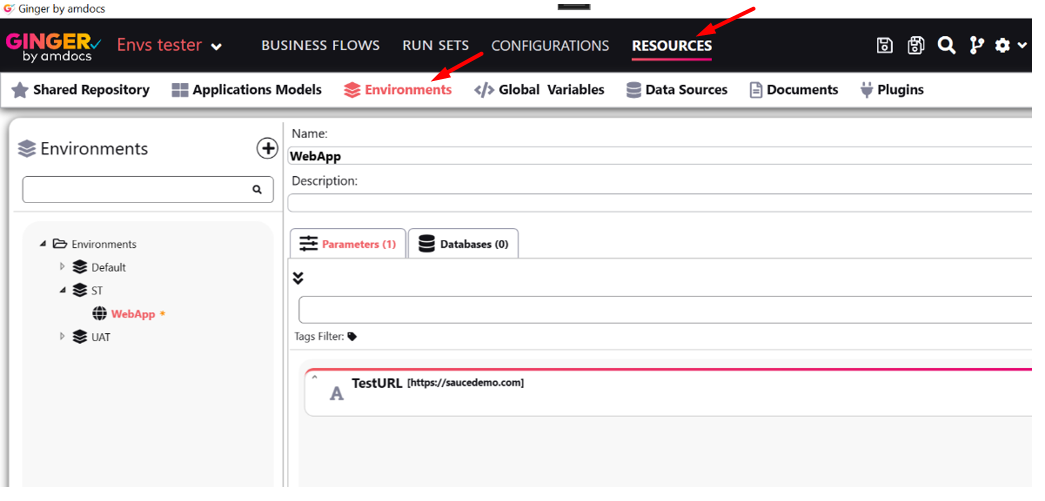 Ginger by amdocs
GINGER by amdocs Envs tester BUSINESS FLOWS RUN SETS CONFIGURATIONS RESOURCES
Shared Repository Applications Models Environments Global Variables Data Sources Documents Plugins
Environments
Name:
WebApp
Description:
Parameters (1) Databases (0)
Environments
Default
ST
WebApp *
UAT
Tags Filter:
A TestURL [https://saucedemo.com]